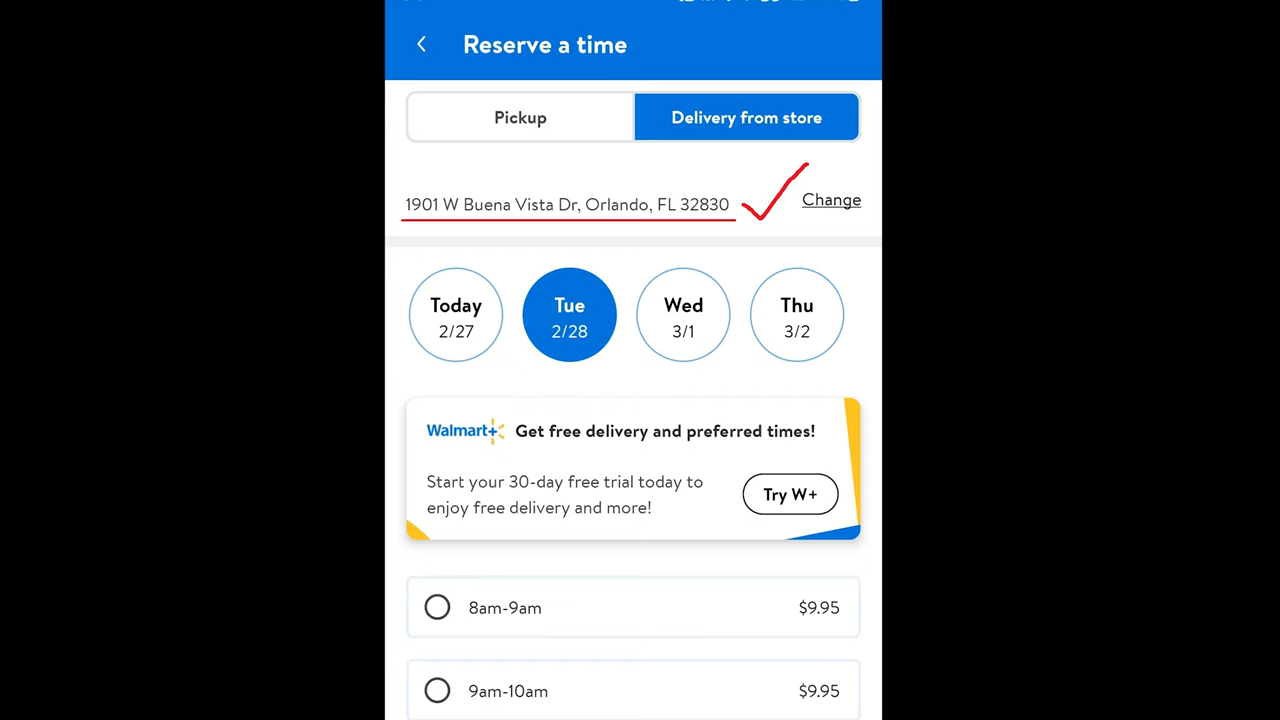 Reserve a time
Pickup
Delivery from store
1901 W Buena Vista Dr, Orlando, FL 32830
Change
Today
2/27
Tue
2/28
Wed
3/1
Thu
3/2
Walmart+ Get free delivery and preferred times!
Start your 30-day free trial today to
enjoy free delivery and more!
Try W+
8am-9am $9.95
9am-10am $9.95